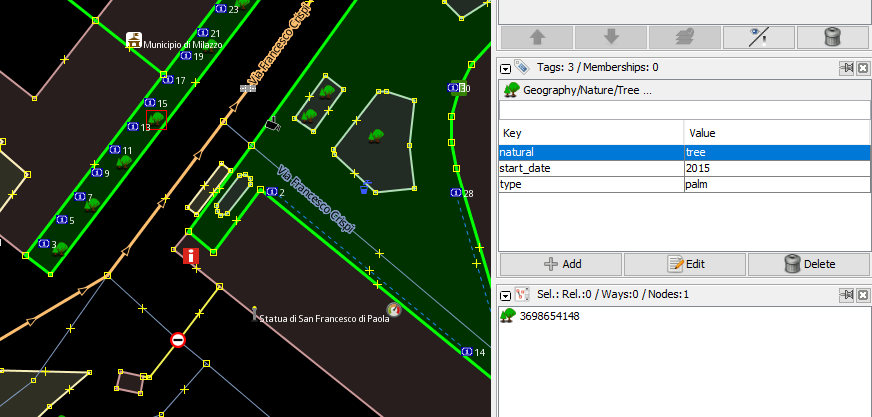 23
Via Francesco Crispi
21
Municipio di Milazzo
19
17
15
13
11
9
7
5
3
30
28
2
Via Francesco Crispi
Statua di San Francesco di Paola
14
Tags: 3 / Memberships: 0
Geography/Nature/Tree ...
Key Value
natural tree
start_date 2015
type palm
Add Edit Delete
Sel.: Rel.:0 / Ways:0 / Nodes:1
3698654148